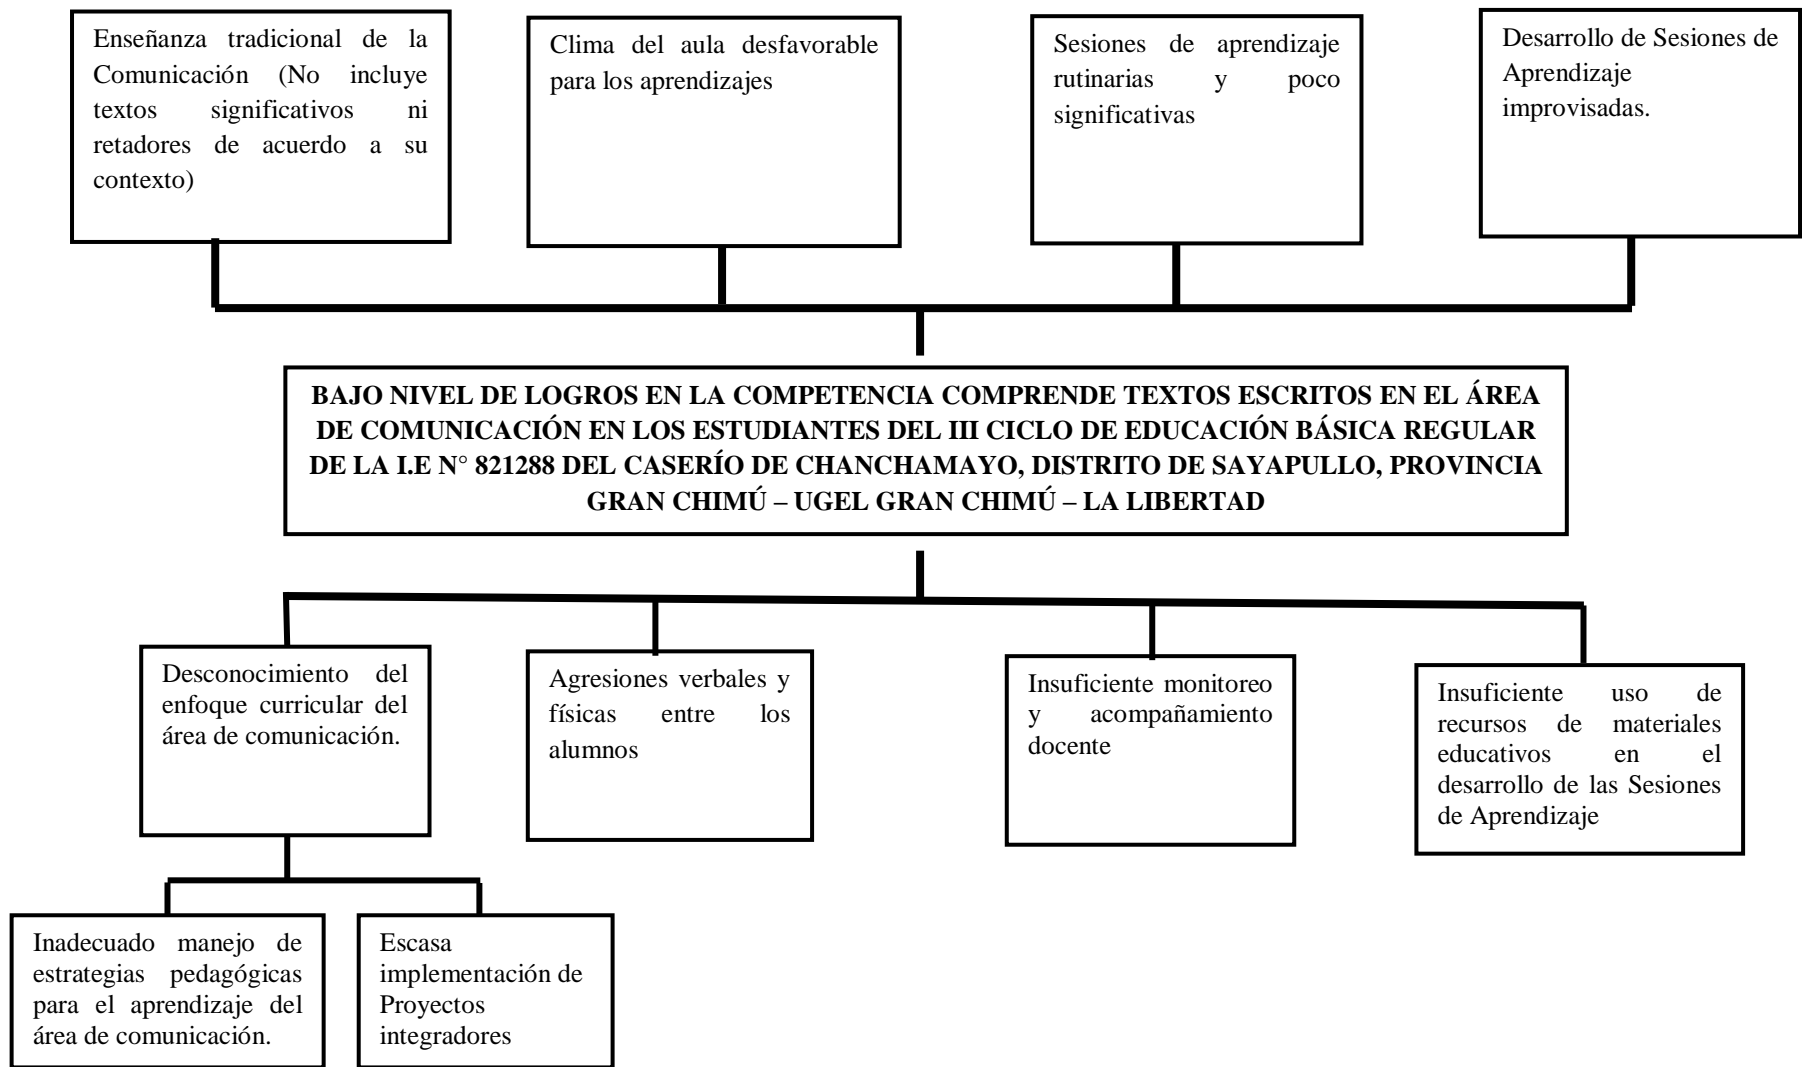 Enseñanza tradicional de la
Comunicación (No incluye
textos significativos ni
retadores de acuerdo a su
contexto)
Clima del aula desfavorable
para los aprendizajes
Sesiones de aprendizaje
rutinarias y poco
significativas
Desarrollo de Sesiones de
Aprendizaje
improvisadas.
BAJO NIVEL DE LOGROS EN LA COMPETENCIA COMPRENDE TEXTOS ESCRITOS EN EL ÁREA
DE COMUNICACIÓN EN LOS ESTUDIANTES DEL III CICLO DE EDUCACIÓN BÁSICA REGULAR
DE LA I.E N° 821288 DEL CASERÍO DE CHANCHAMAYO, DISTRITO DE SAYAPULLO, PROVINCIA
GRAN CHIMÚ – UGEL GRAN CHIMÚ – LA LIBERTAD
Desconocimiento del
enfoque curricular del
área de comunicación.
Agresiones verbales y
físicas entre los
alumnos
Insuficiente monitoreo
y acompañamiento
docente
Insuficiente uso de
recursos de materiales
educativos en el
desarrollo de las Sesiones
de Aprendizaje
Inadecuado manejo de
estrategias pedagógicas
para el aprendizaje del
área de comunicación.
Escasa
implementación de
Proyectos
integradores